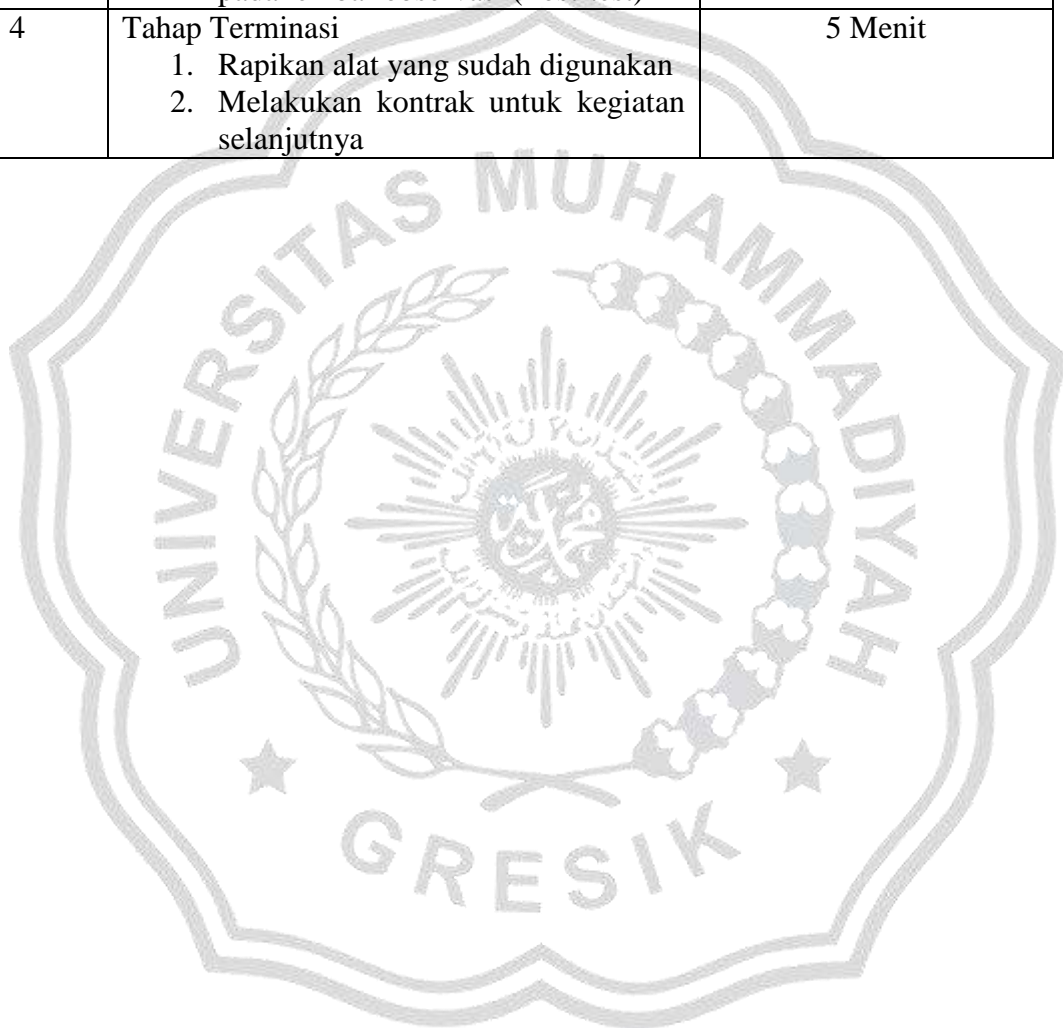 4 Tahap Terminasi 5 Menit
1. Rapikan alat yang sudah digunakan
2. Melakukan kontrak untuk kegiatan
selanjutnya
UNIVERSITAS MUHAMMADIYAH
GRESIK